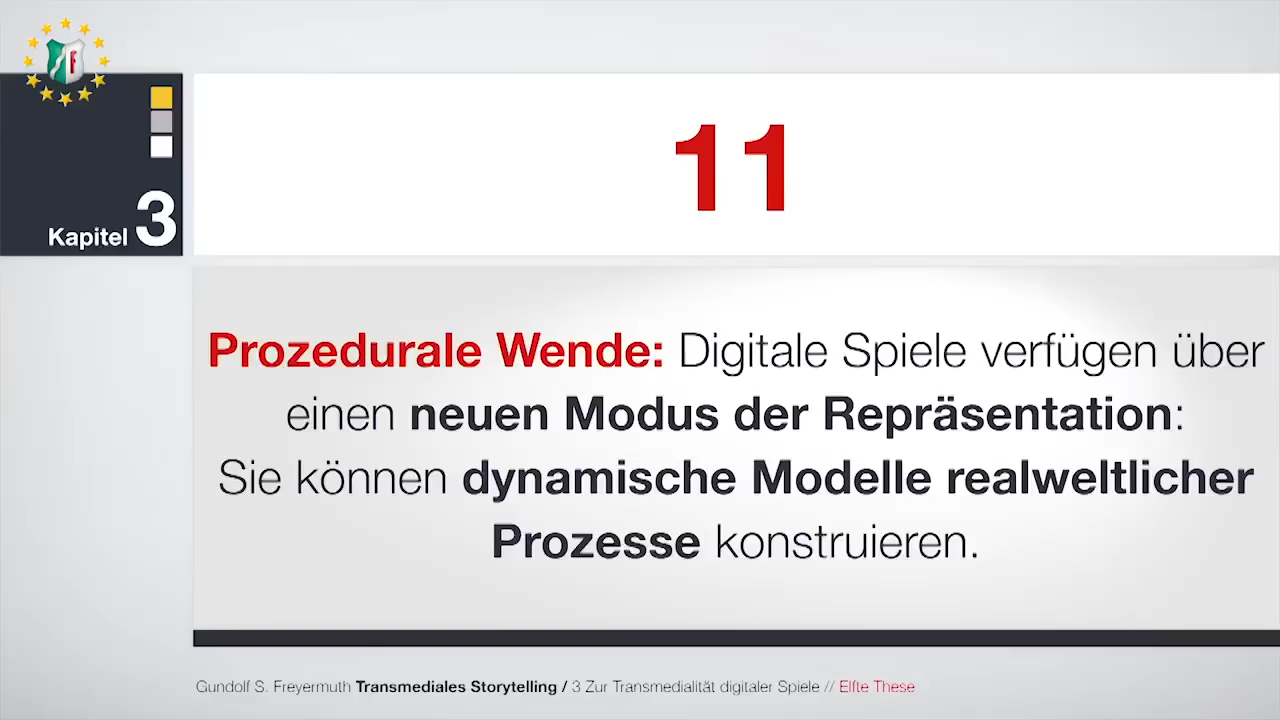 Kapitel 3
11
Prozedurale Wende: Digitale Spiele verfügen über
einen neuen Modus der Repräsentation:
Sie können dynamische Modelle realweltlicher
Prozesse konstruieren.
Gundolf S. Freyermuth Transmediales Storytelling / 3 Zur Transmedialität digitaler Spiele // Elfte These